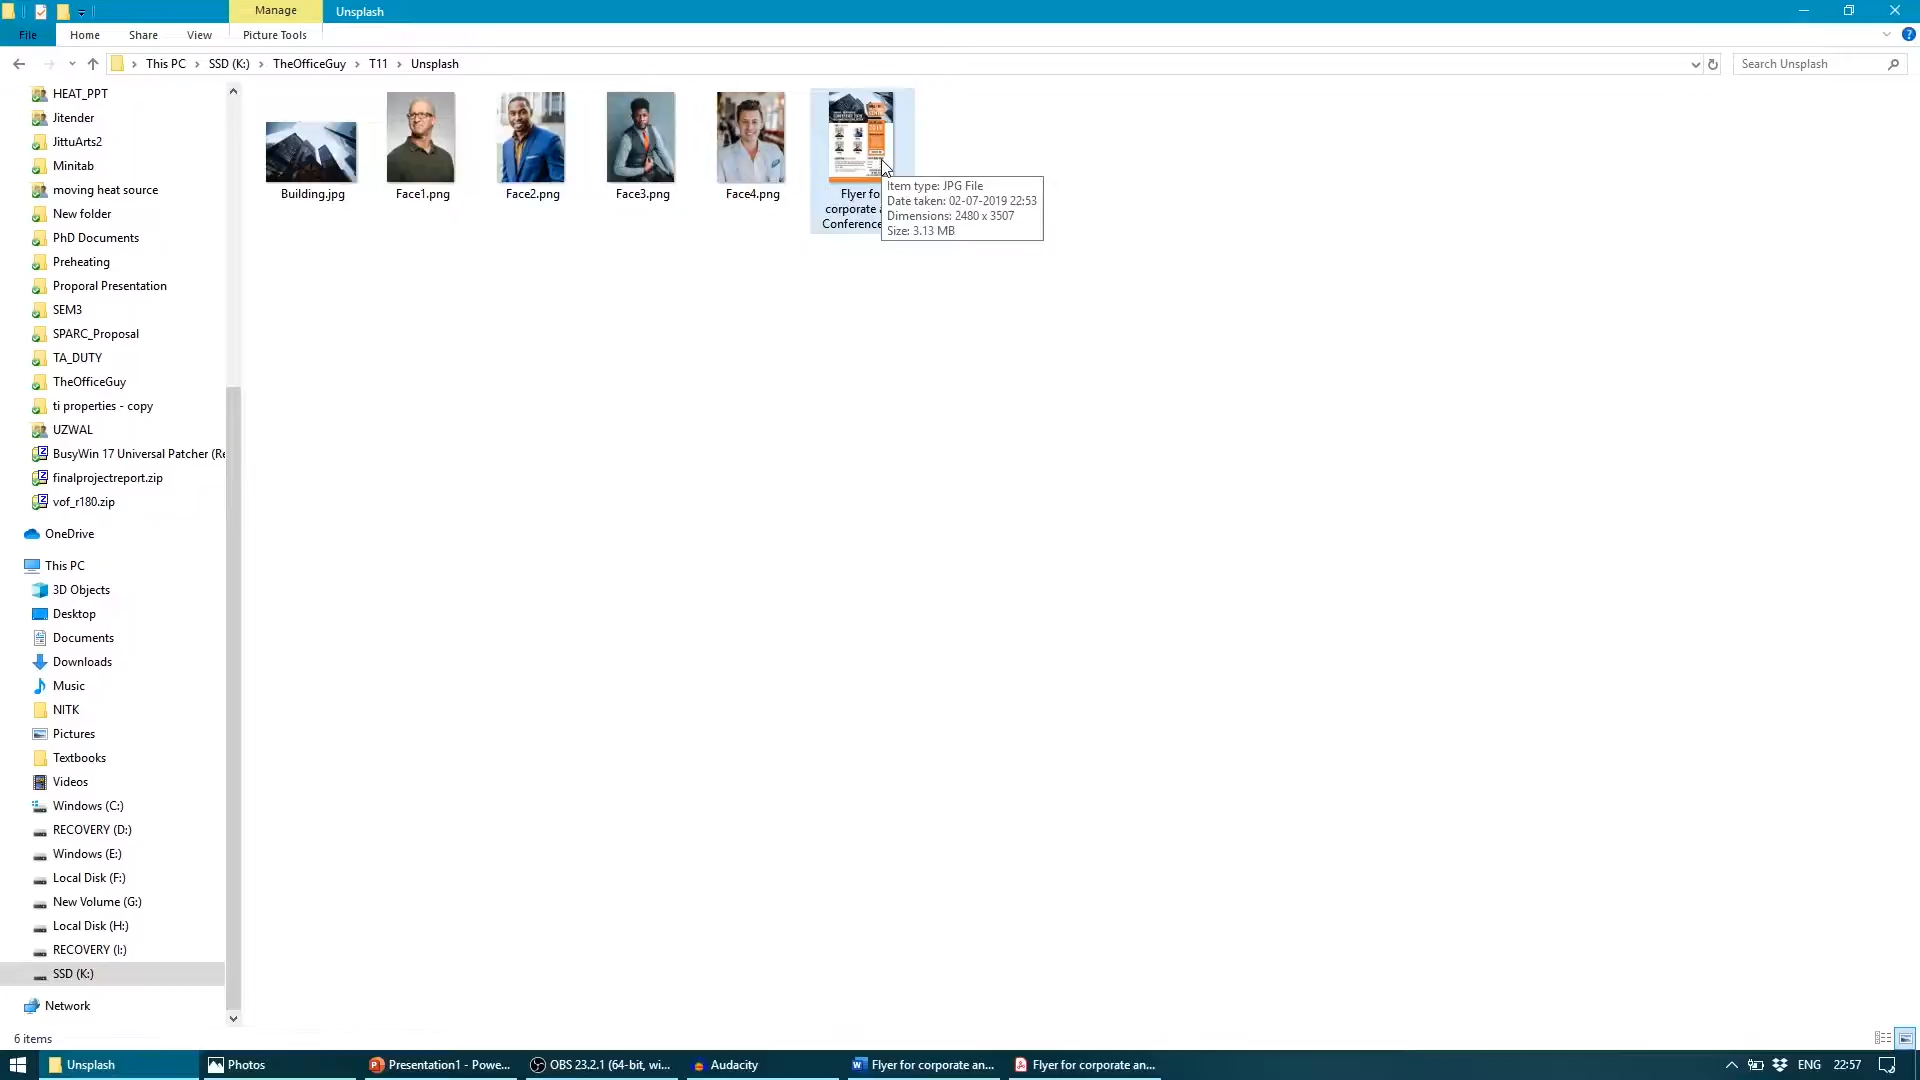 Manage
Unsplash
File
Home
Share
View
Picture Tools
This PC
SSD (K:)
TheOfficeGuy
T11
Unsplash
Search Unsplash
HEAT_PPT
Jitender
JittuArts2
Minitab
moving heat source
New folder
PhD Documents
Preheating
Proporal Presentation
SEM3
SPARC_Proposal
TA_DUTY
TheOfficeGuy
ti properties - copy
UZWAL
BusyWin 17 Universal Patcher (Re
finalprojectreport.zip
vof_r180.zip
OneDrive
This PC
3D Objects
Desktop
Documents
Downloads
Music
NITK
Pictures
Textbooks
Videos
Windows (C:)
RECOVERY (D:)
Windows (E:)
Local Disk (F:)
New Volume (G:)
Local Disk (H:)
RECOVERY (I:)
SSD (K:)
Network
Building.jpg
Face1.png
Face2.png
Face3.png
Face4.png
Flyer fo
corporate
Conference
Item type: JPG File
Date taken: 02-07-2019 22:53
Dimensions: 2480 x 3507
Size: 3.13 MB
6 items
Unsplash
Photos
Presentation1 - Powe...
OBS 23.2.1 (64-bit, wi...
Audacity
Flyer for corporate an...
Flyer for corporate an...
ENG
22:57